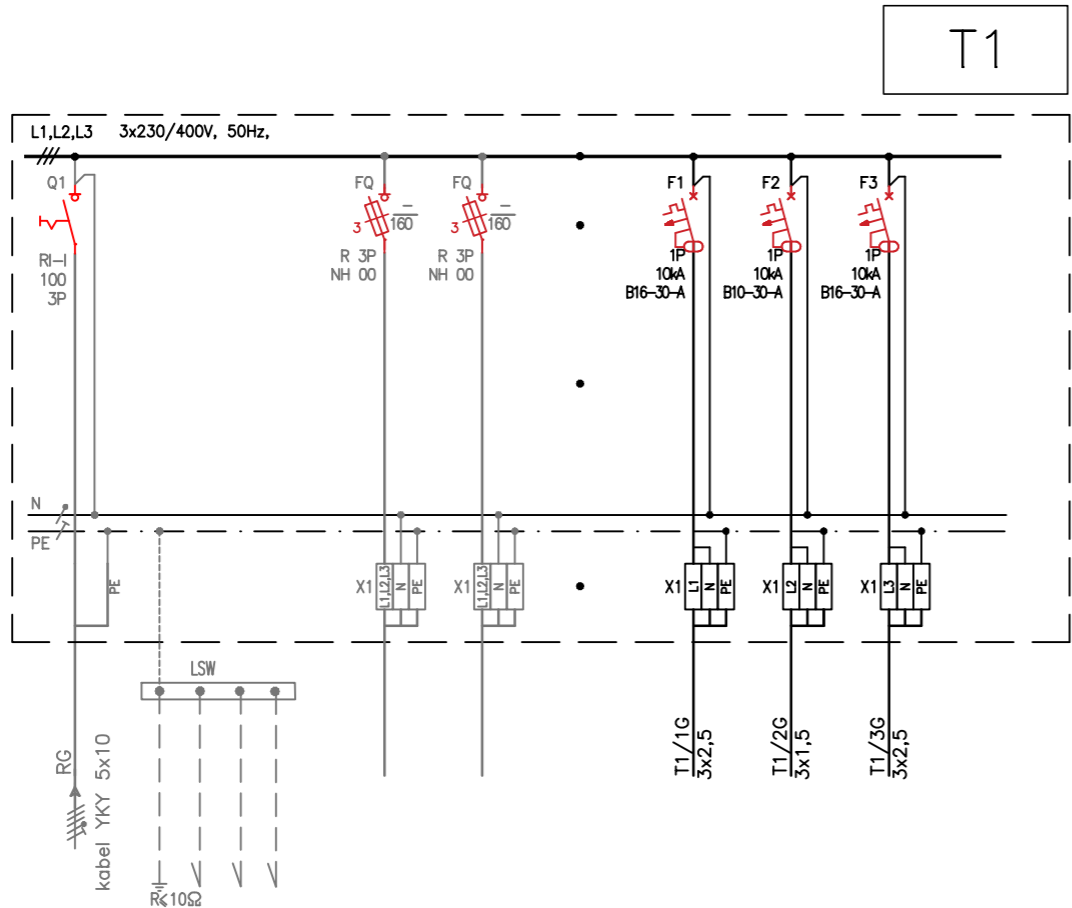 T1
L1,L2,L3 3x230/400V, 50Hz,
Q1
RI-I
100
3P
FQ
3
–
160
R 3P
NH 00
FQ
3
–
160
R 3P
NH 00
F1
1P
10kA
B16-30-A
F2
1P
10kA
B10-30-A
F3
1P
10kA
B16-30-A
N
PE
PE
X1 L1,L2,L3 N PE
X1 L1,L2,L3 N PE
X1 L1 N PE
X1 L2 N PE
X1 L3 N PE
LSW
RG
kabel YKY 5x10
R≤10Ω
T1/1G
3x2,5
T1/2G
3x1,5
T1/3G
3x2,5